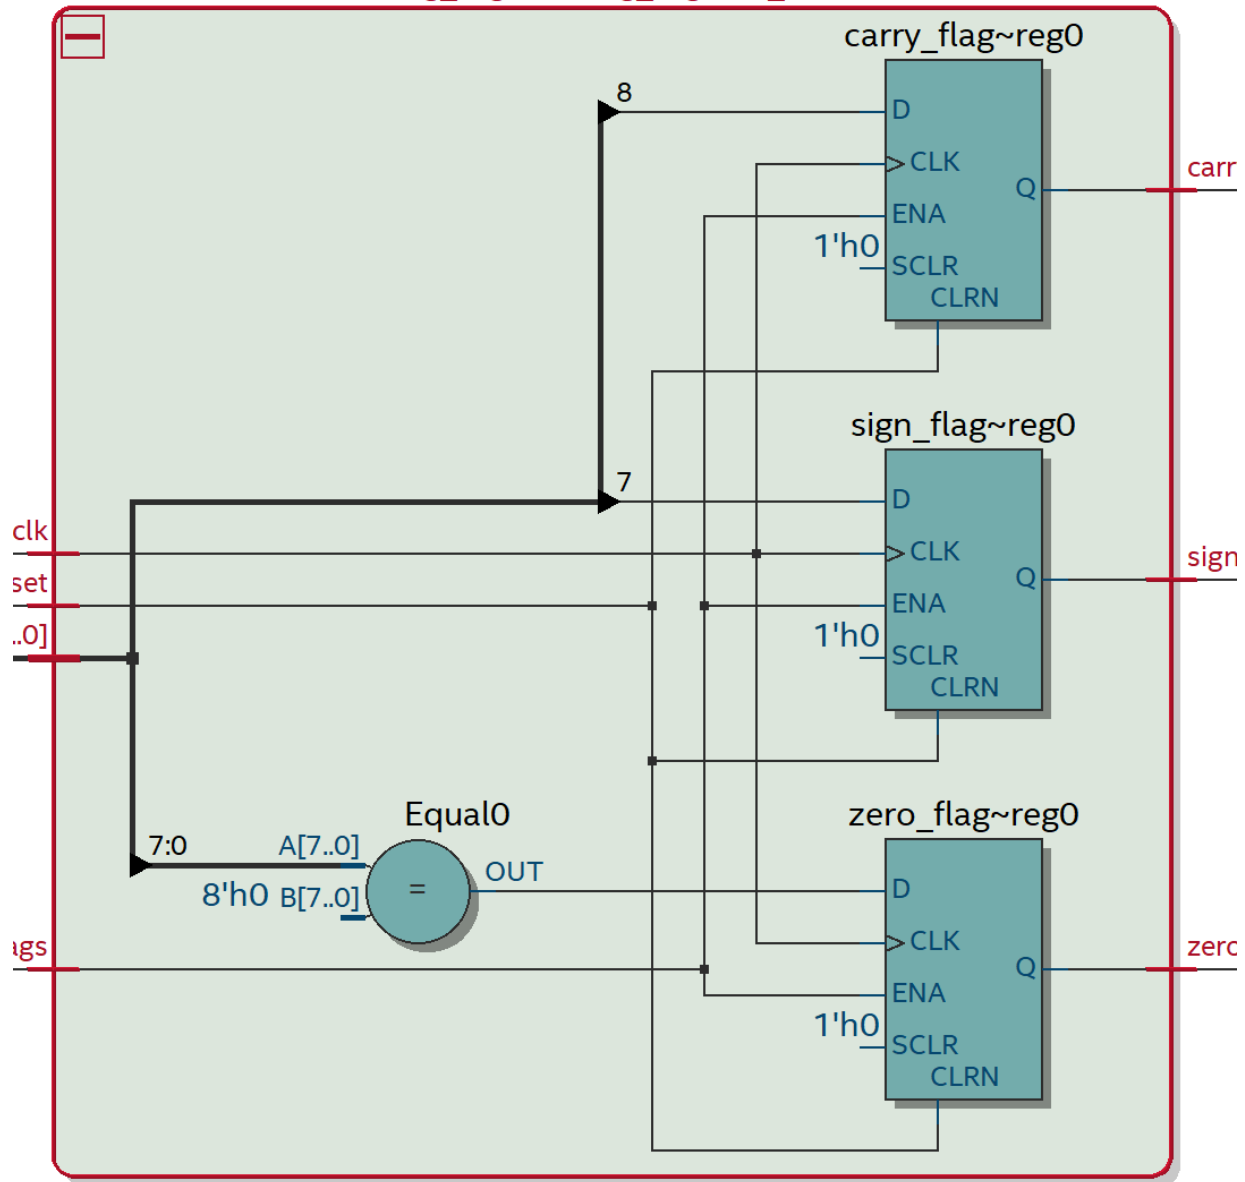 carry_flag~reg0
8
D
CLK
ENA
1'h0
SCLR
CLRN
Q
carr
sign_flag~reg0
7
D
clk
CLK
set
ENA
..0]
1'h0
SCLR
CLRN
Q
sign
Equal0
zero_flag~reg0
7:0
A[7..0]
8'h0
B[7..0]
=
OUT
D
CLK
ags
ENA
1'h0
SCLR
CLRN
Q
zero